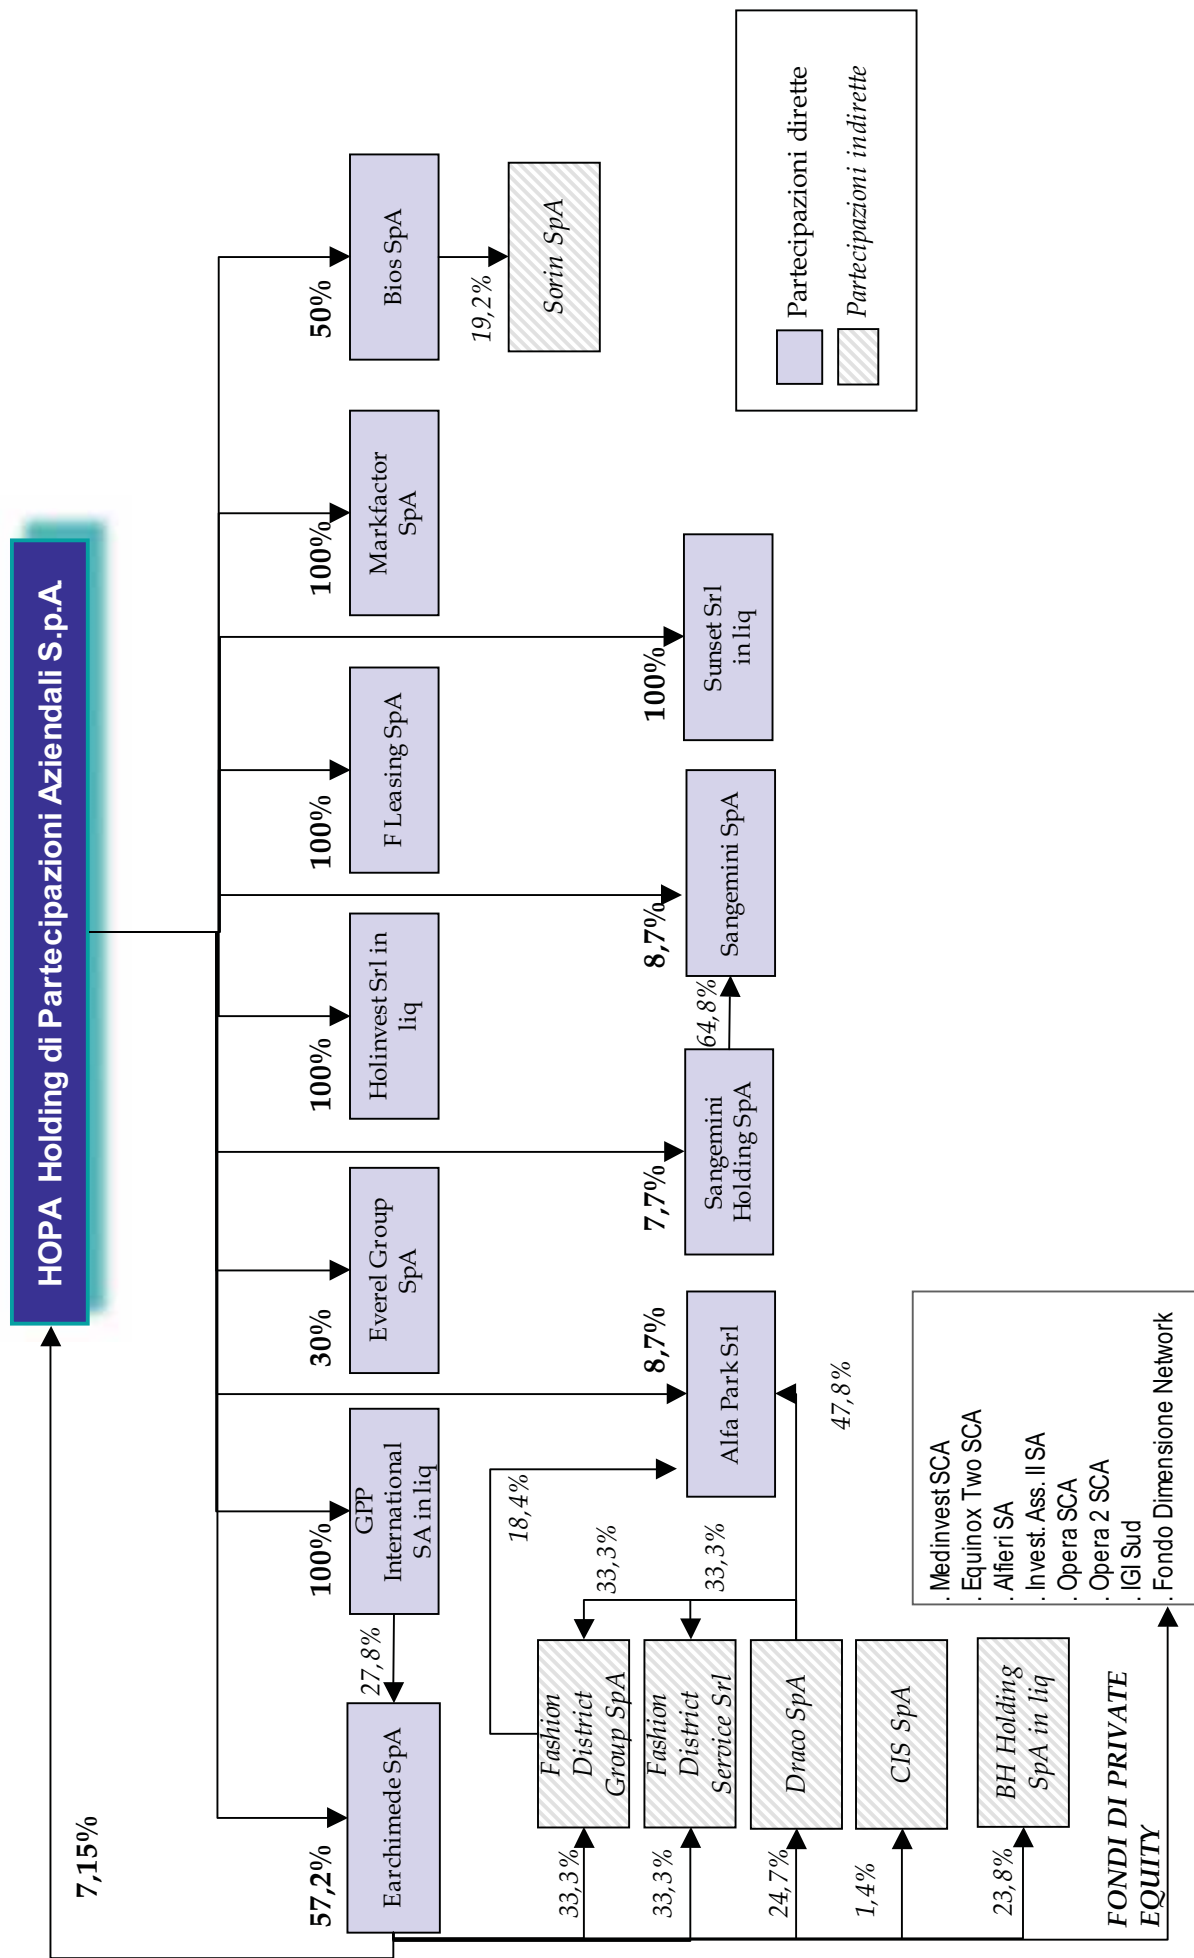 HOPA Holding di Partecipazioni Aziendali S.p.A.
7,15%
57,2%
Earchimede SpA
27,8%
100%
GPP
International
SA in liq
30%
Everel Group
SpA
100%
Holinvest Srl in
liq
100%
F Leasing SpA
100%
Markfactor
SpA
50%
Bios SpA
19,2%
Sorin SpA
8,7%
Alfa Park Srl
7,7%
Sangemini
Holding SpA
64,8%
8,7%
Sangemini SpA
100%
Sunset Srl
in liq
18,4%
47,8%
33,3%
Fashion
District
Group SpA
33,3%
33,3%
Fashion
District
Service Srl
33,3%
24,7%
Draco SpA
1,4%
CIS SpA
23,8%
BH Holding
SpA in liq
FONDI DI PRIVATE
EQUITY
. Medinvest SCA
. Equinox Two SCA
. Alfieri SA
. Invest. Ass. II SA
. Opera SCA
. Opera 2 SCA
. IGI Sud
. Fondo Dimensione Network
Partecipazioni dirette
Partecipazioni indirette